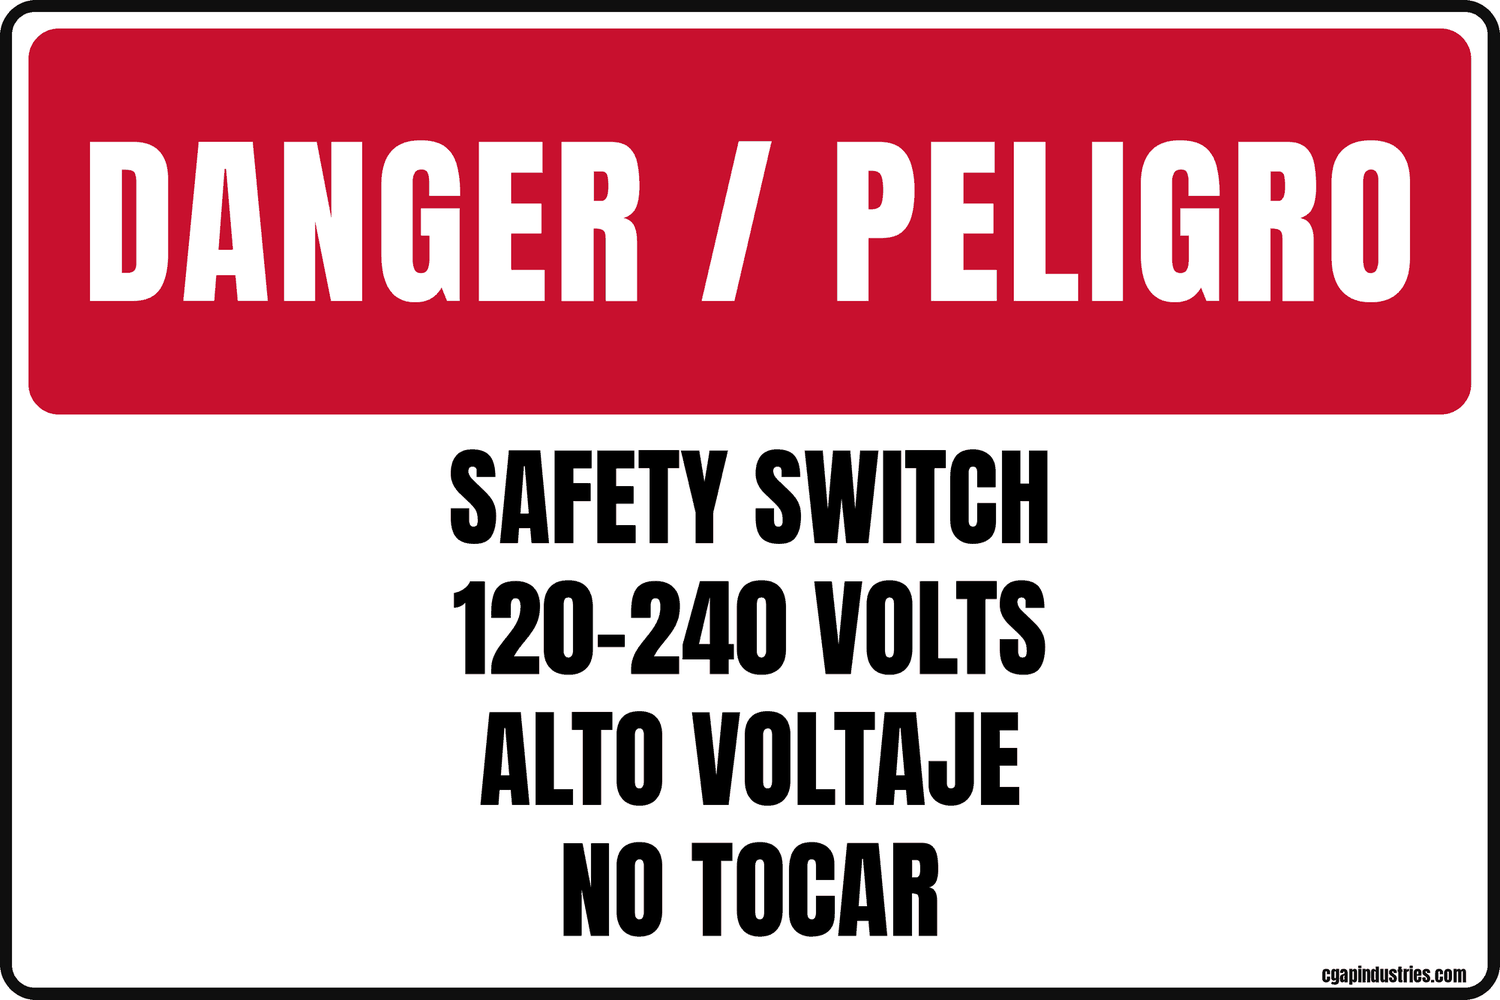 DANGER / PELIGRO
SAFETY SWITCH
120-240 VOLTS
ALTO VOLTAJE
NO TOCAR
cgapindustries.com